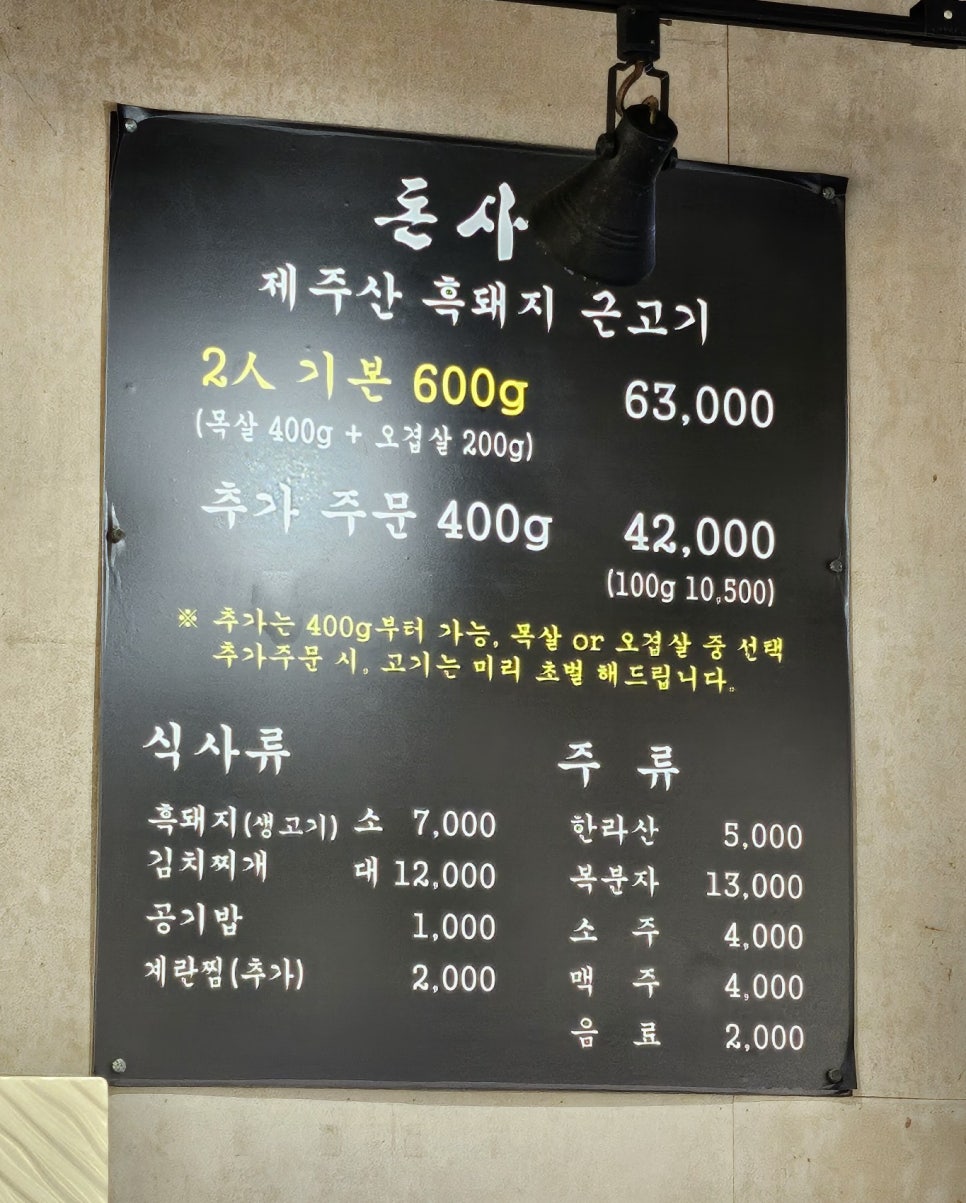 돈사
제주산 흑돼지 근고기
2人 기본 600g 63,000
(목살 400g + 오겹살 200g)
추가 주문 400g 42,000
(100g 10,500)
※ 추가는 400g부터 가능, 목살 or 오겹살 중 선택
추가주문 시, 고기는 미리 초벌 해드립니다.
식사류
흑돼지(생고기) 소 7,000
김치찌개 대 12,000
공기밥 1,000
계란찜(추가) 2,000
주 류
한라산 5,000
복분자 13,000
소 주 4,000
맥 주 4,000
음 료 2,000